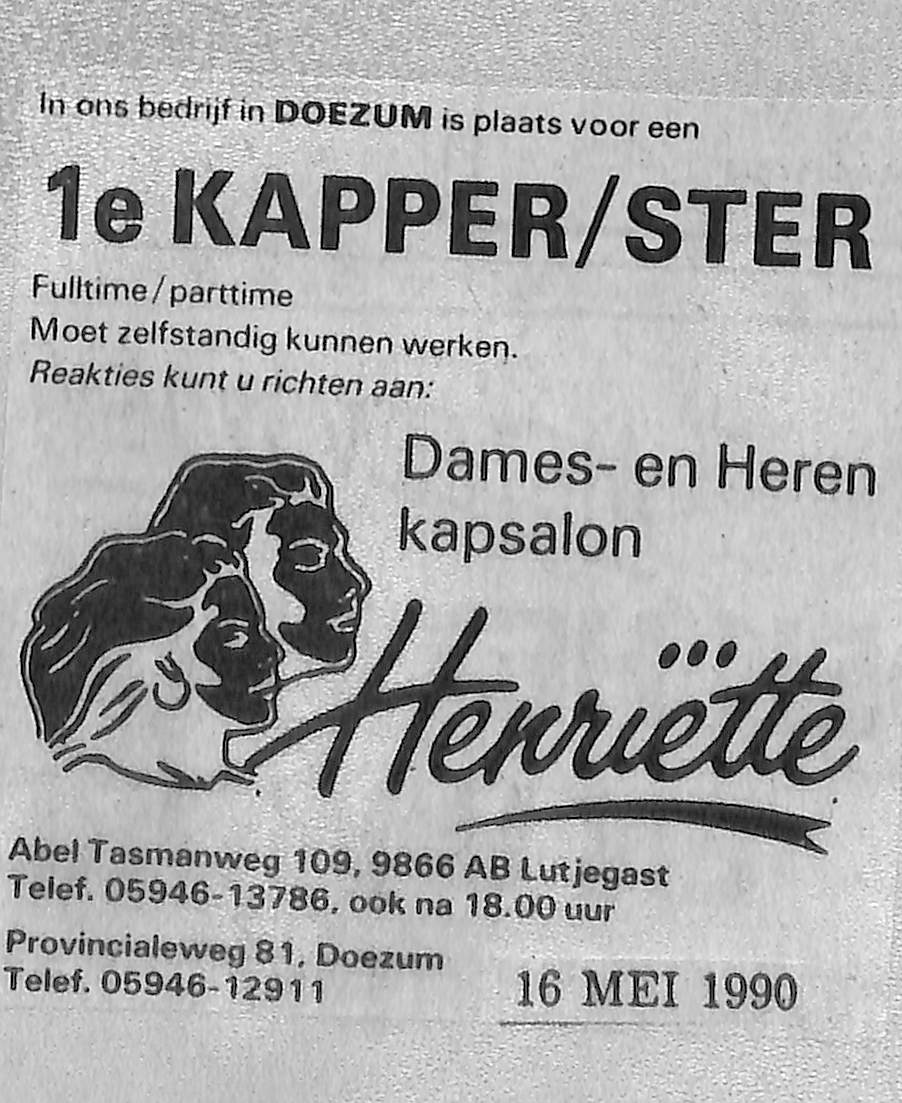 In ons bedrijf in DOEZUM is plaats voor een
1e KAPPER/STER
Fulltime/parttime
Moet zelfstandig kunnen werken.
Reakties kunt u richten aan:
Dames- en Heren
kapsalon
Henriëtte
Abel Tasmanweg 109, 9866 AB Lutjegast
Telef. 05946-13786, ook na 18.00 uur
Provincialeweg 81, Doezum
Telef. 05946-12911
16 MEI 1990